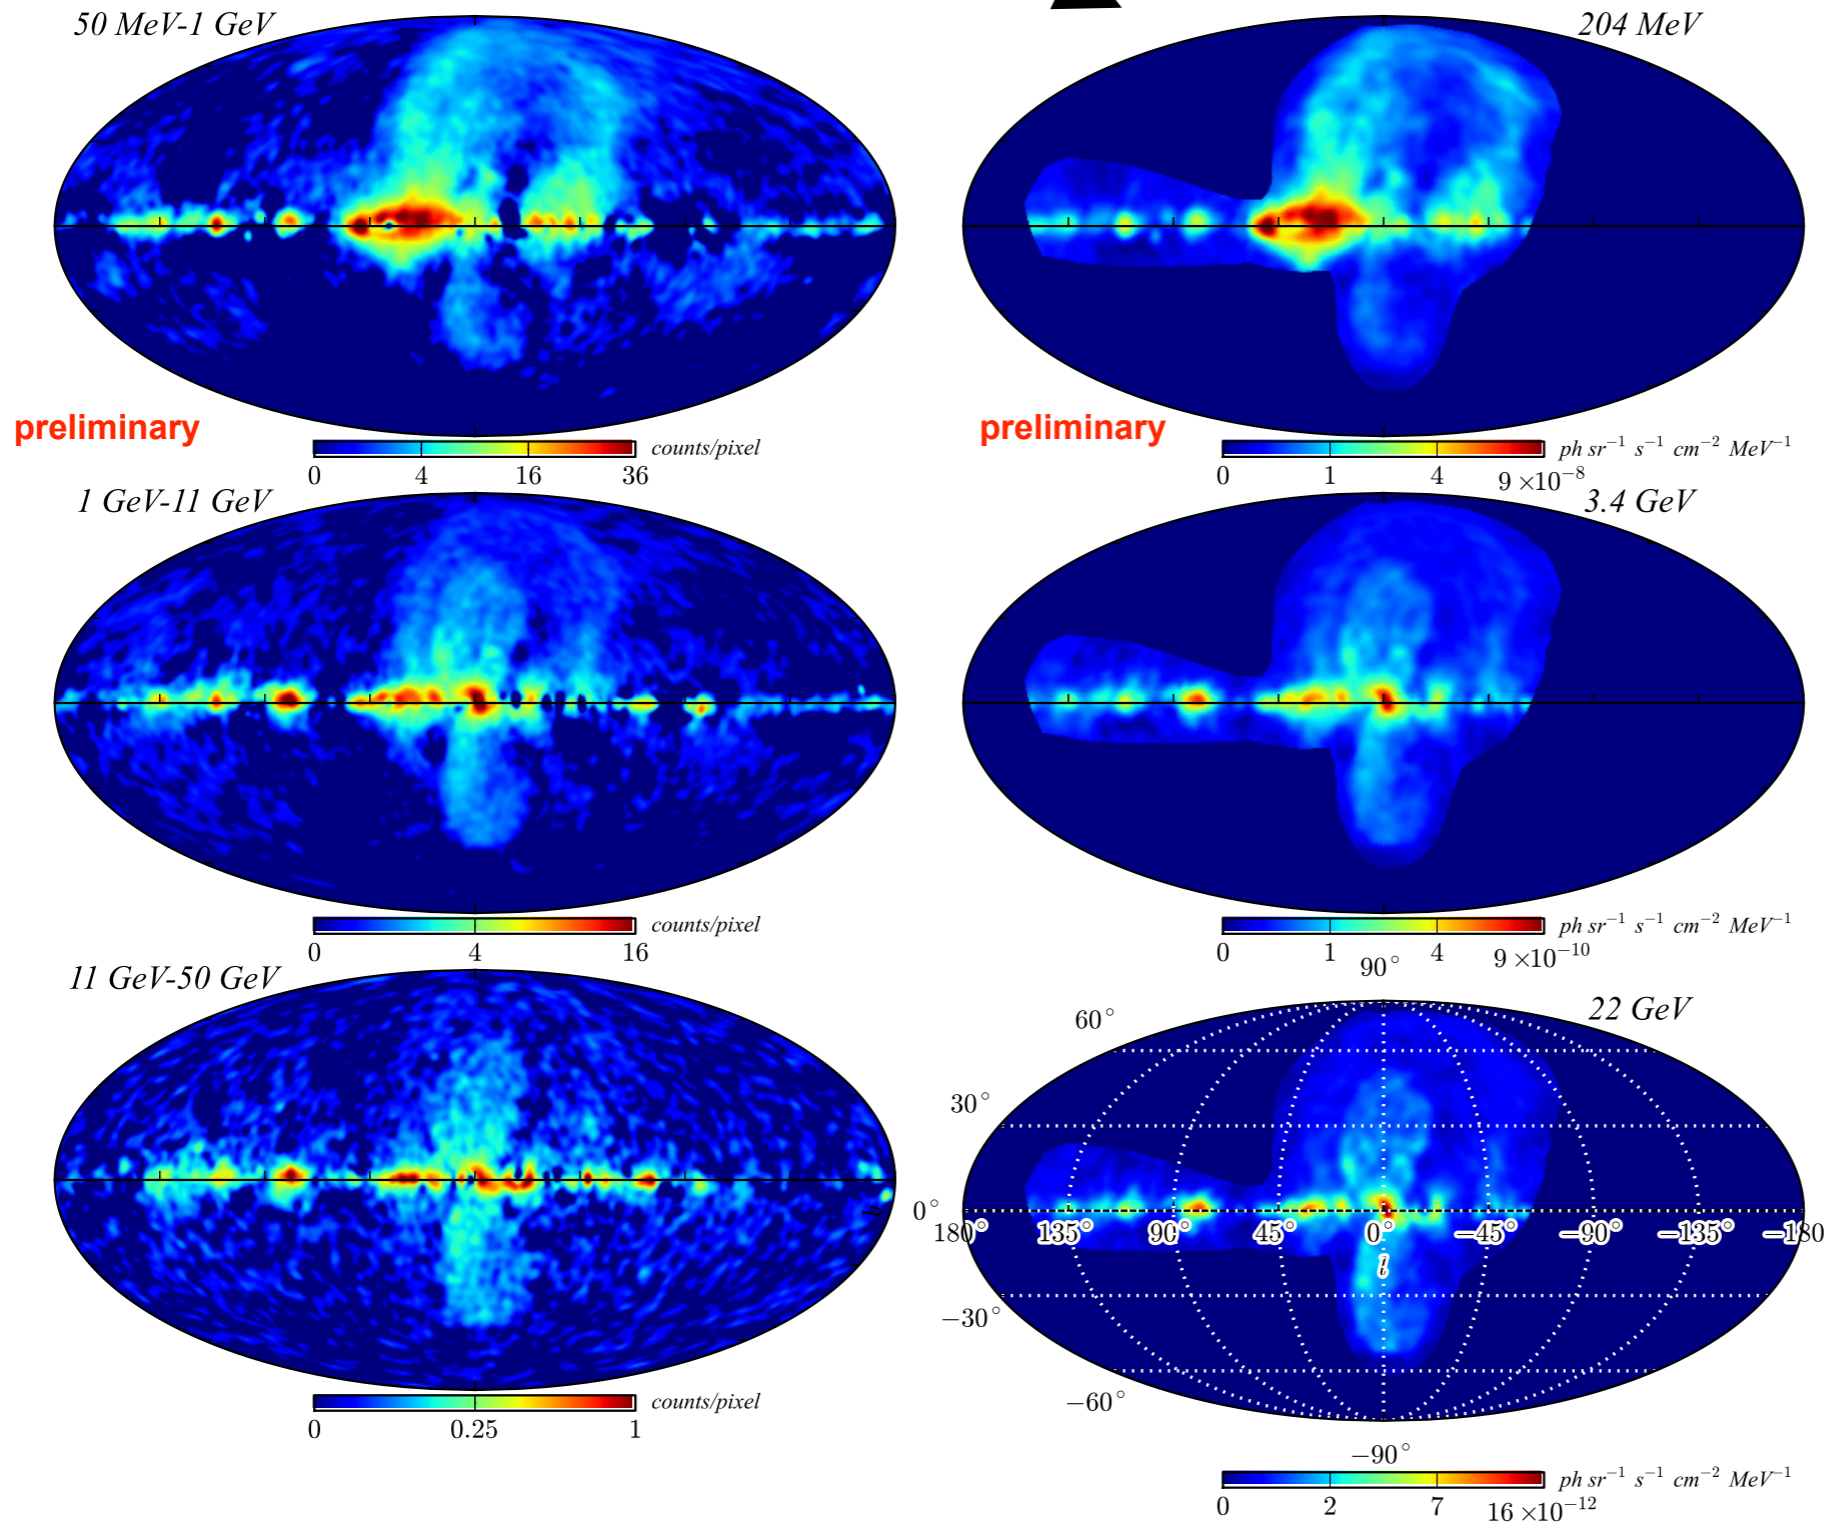 50 MeV-1 GeV
204 MeV
preliminary
preliminary
counts/pixel
0 4 16 36
ph sr⁻¹ s⁻¹ cm⁻² MeV⁻¹
0 1 4 9 ×10⁻⁸
1 GeV-11 GeV
3.4 GeV
counts/pixel
0 4 16
ph sr⁻¹ s⁻¹ cm⁻² MeV⁻¹
0 1 4 9 ×10⁻¹⁰
11 GeV-50 GeV
90°
22 GeV
60°
30°
b
0°
180° 135° 90° 45° 0° −45° −90° −135° −180
−30°
−60°
−90°
counts/pixel
0 0.25 1
ph sr⁻¹ s⁻¹ cm⁻² MeV⁻¹
0 2 7 16 ×10⁻¹²